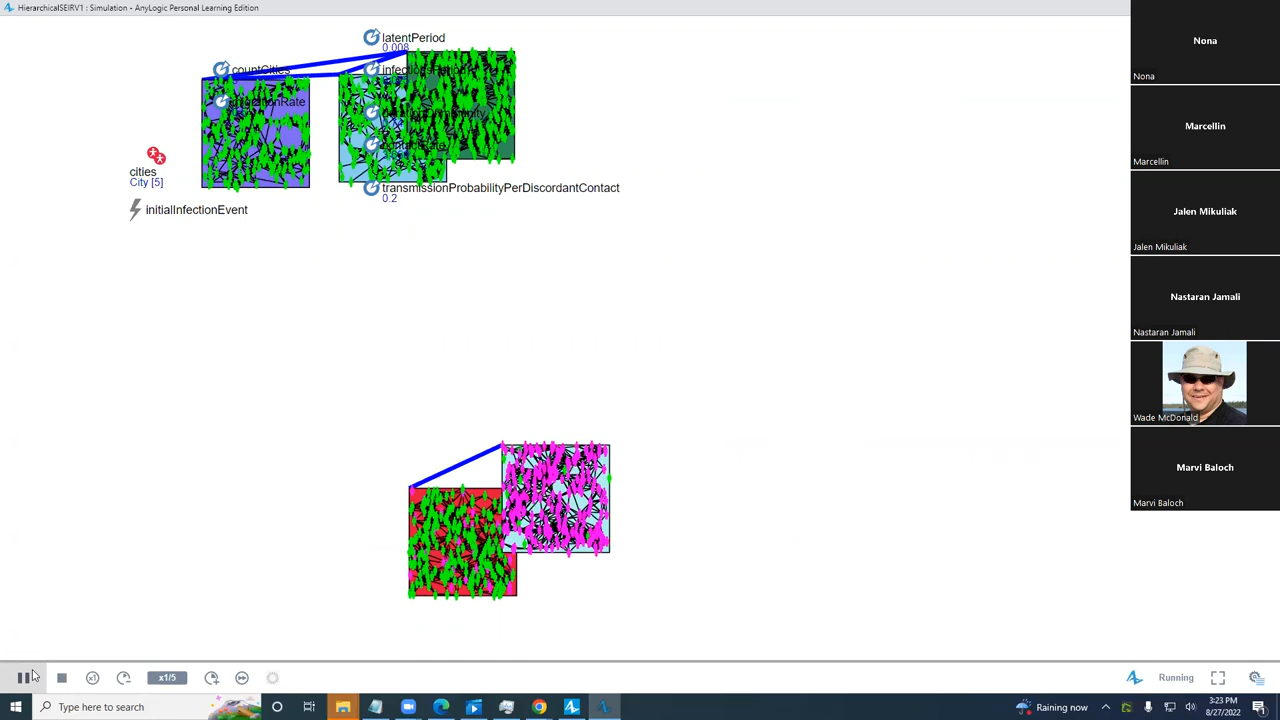 HierarchicalSEIRV1 : Simulation - AnyLogic Personal Learning Edition
latentPeriod
0.008
countCities
cities
City [5]
initialInfectionEvent
transmissionProbabilityPerDiscordantContact
0.2
Nona
Nona
Marcellin
Marcellin
Jalen Mikuliak
Jalen Mikuliak
Nastaran Jamali
Nastaran Jamali
Wade McDonald
Marvi Baloch
Marvi Baloch
x1
x1/5
Running
Type here to search
Raining now
3:23 PM
8/27/2022